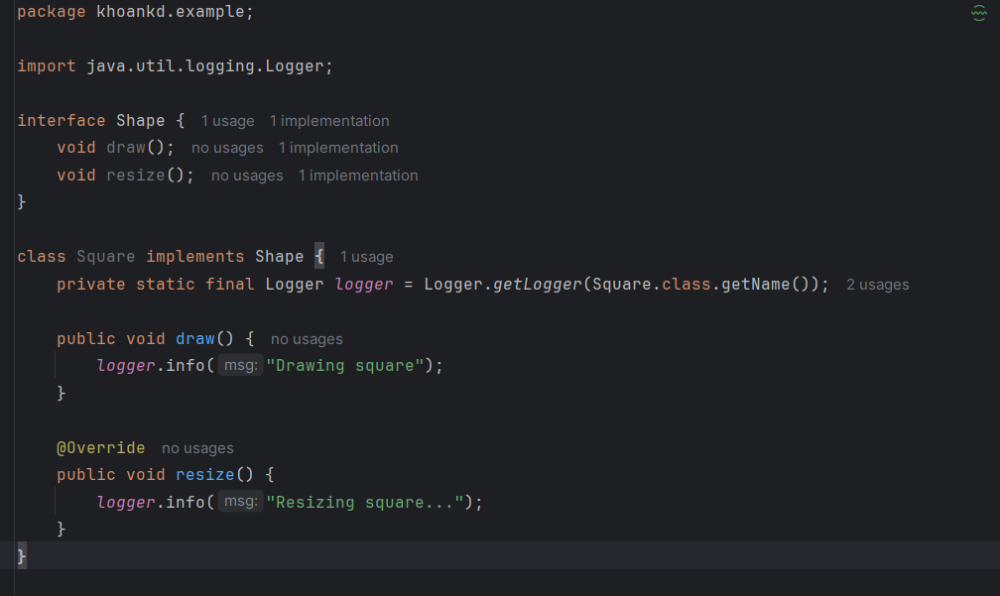 package khoankd.example;
import java.util.logging.Logger;
interface Shape { 1 usage 1 implementation
void draw(); no usages 1 implementation
void resize(); no usages 1 implementation
}
class Square implements Shape { 1 usage
private static final Logger logger = Logger.getLogger(Square.class.getName()); 2 usages
public void draw() { no usages
logger.info( msg: "Drawing square");
}
@Override no usages
public void resize() {
logger.info( msg: "Resizing square...");
}
}